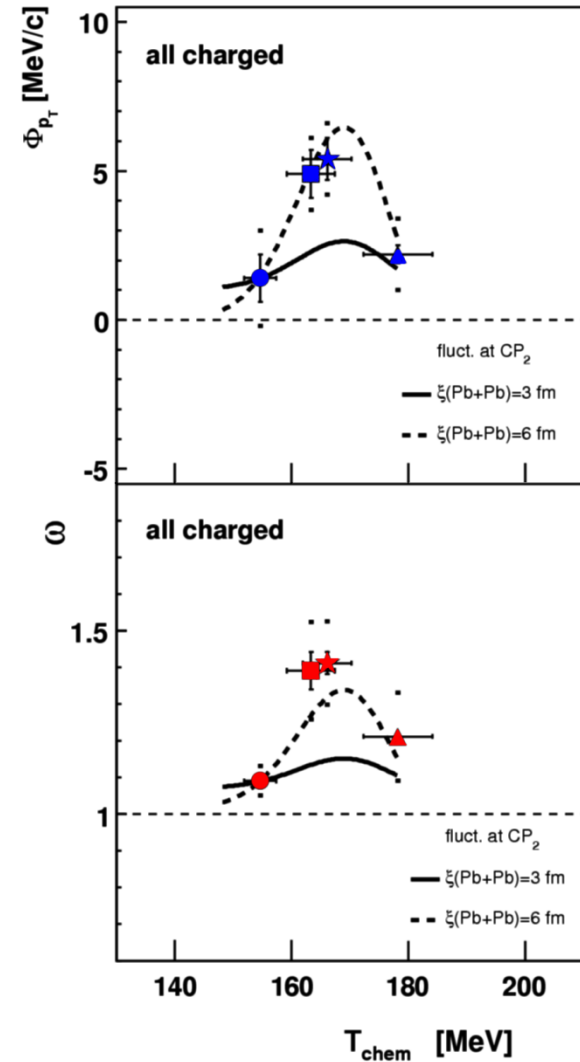 10
all charged
Φ_{p_T} [MeV/c]
5
0
fluct. at CP₂
ξ(Pb+Pb)=3 fm
ξ(Pb+Pb)=6 fm
-5
ω
all charged
1.5
1
fluct. at CP₂
ξ(Pb+Pb)=3 fm
ξ(Pb+Pb)=6 fm
140 160 180 200
T_{chem} [MeV]